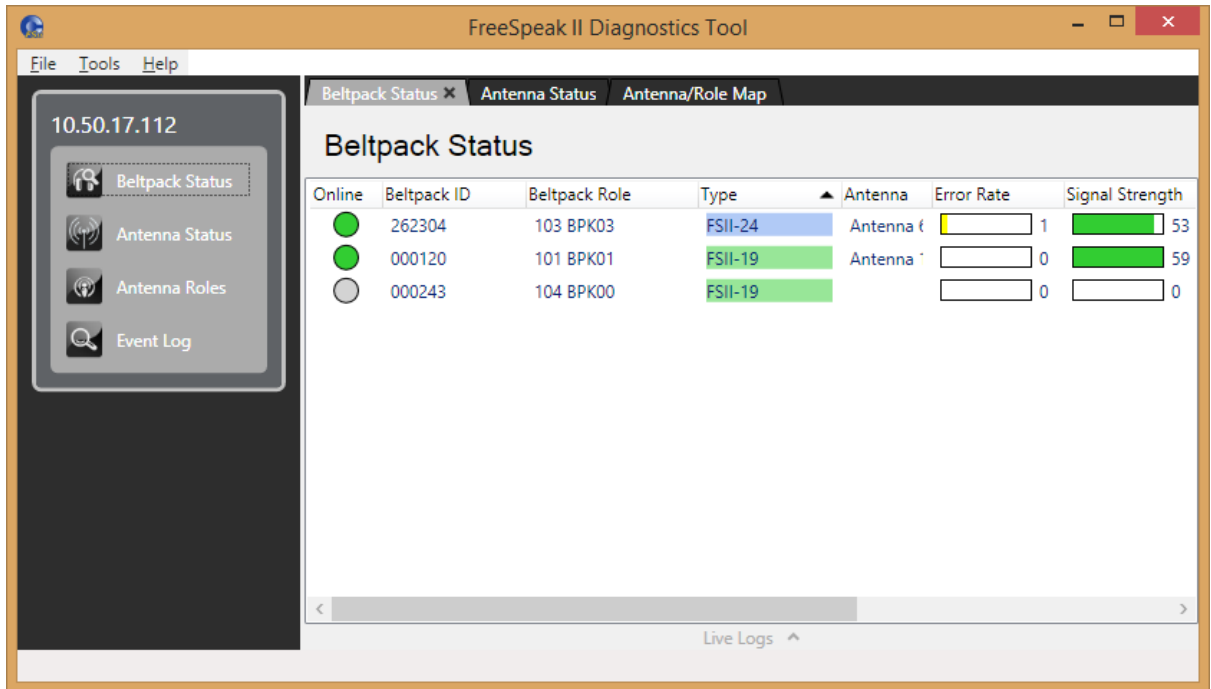 FreeSpeak II Diagnostics Tool
File Tools Help
10.50.17.112
Beltpack Status
Antenna Status
Antenna Roles
Event Log
Beltpack Status Antenna Status Antenna/Role Map
Beltpack Status
Online Beltpack ID Beltpack Role Type Antenna Error Rate Signal Strength
262304 103 BPK03 FSII-24 Antenna 1 53
000120 101 BPK01 FSII-19 Antenna 0 59
000243 104 BPK00 FSII-19 0 0
Live Logs